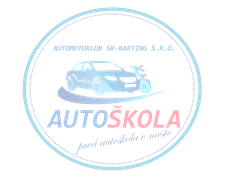 AUTOMOTOKLUB SR-KARTING S.R.O.
AUTOŠKOLA
prvá autoškola v meste